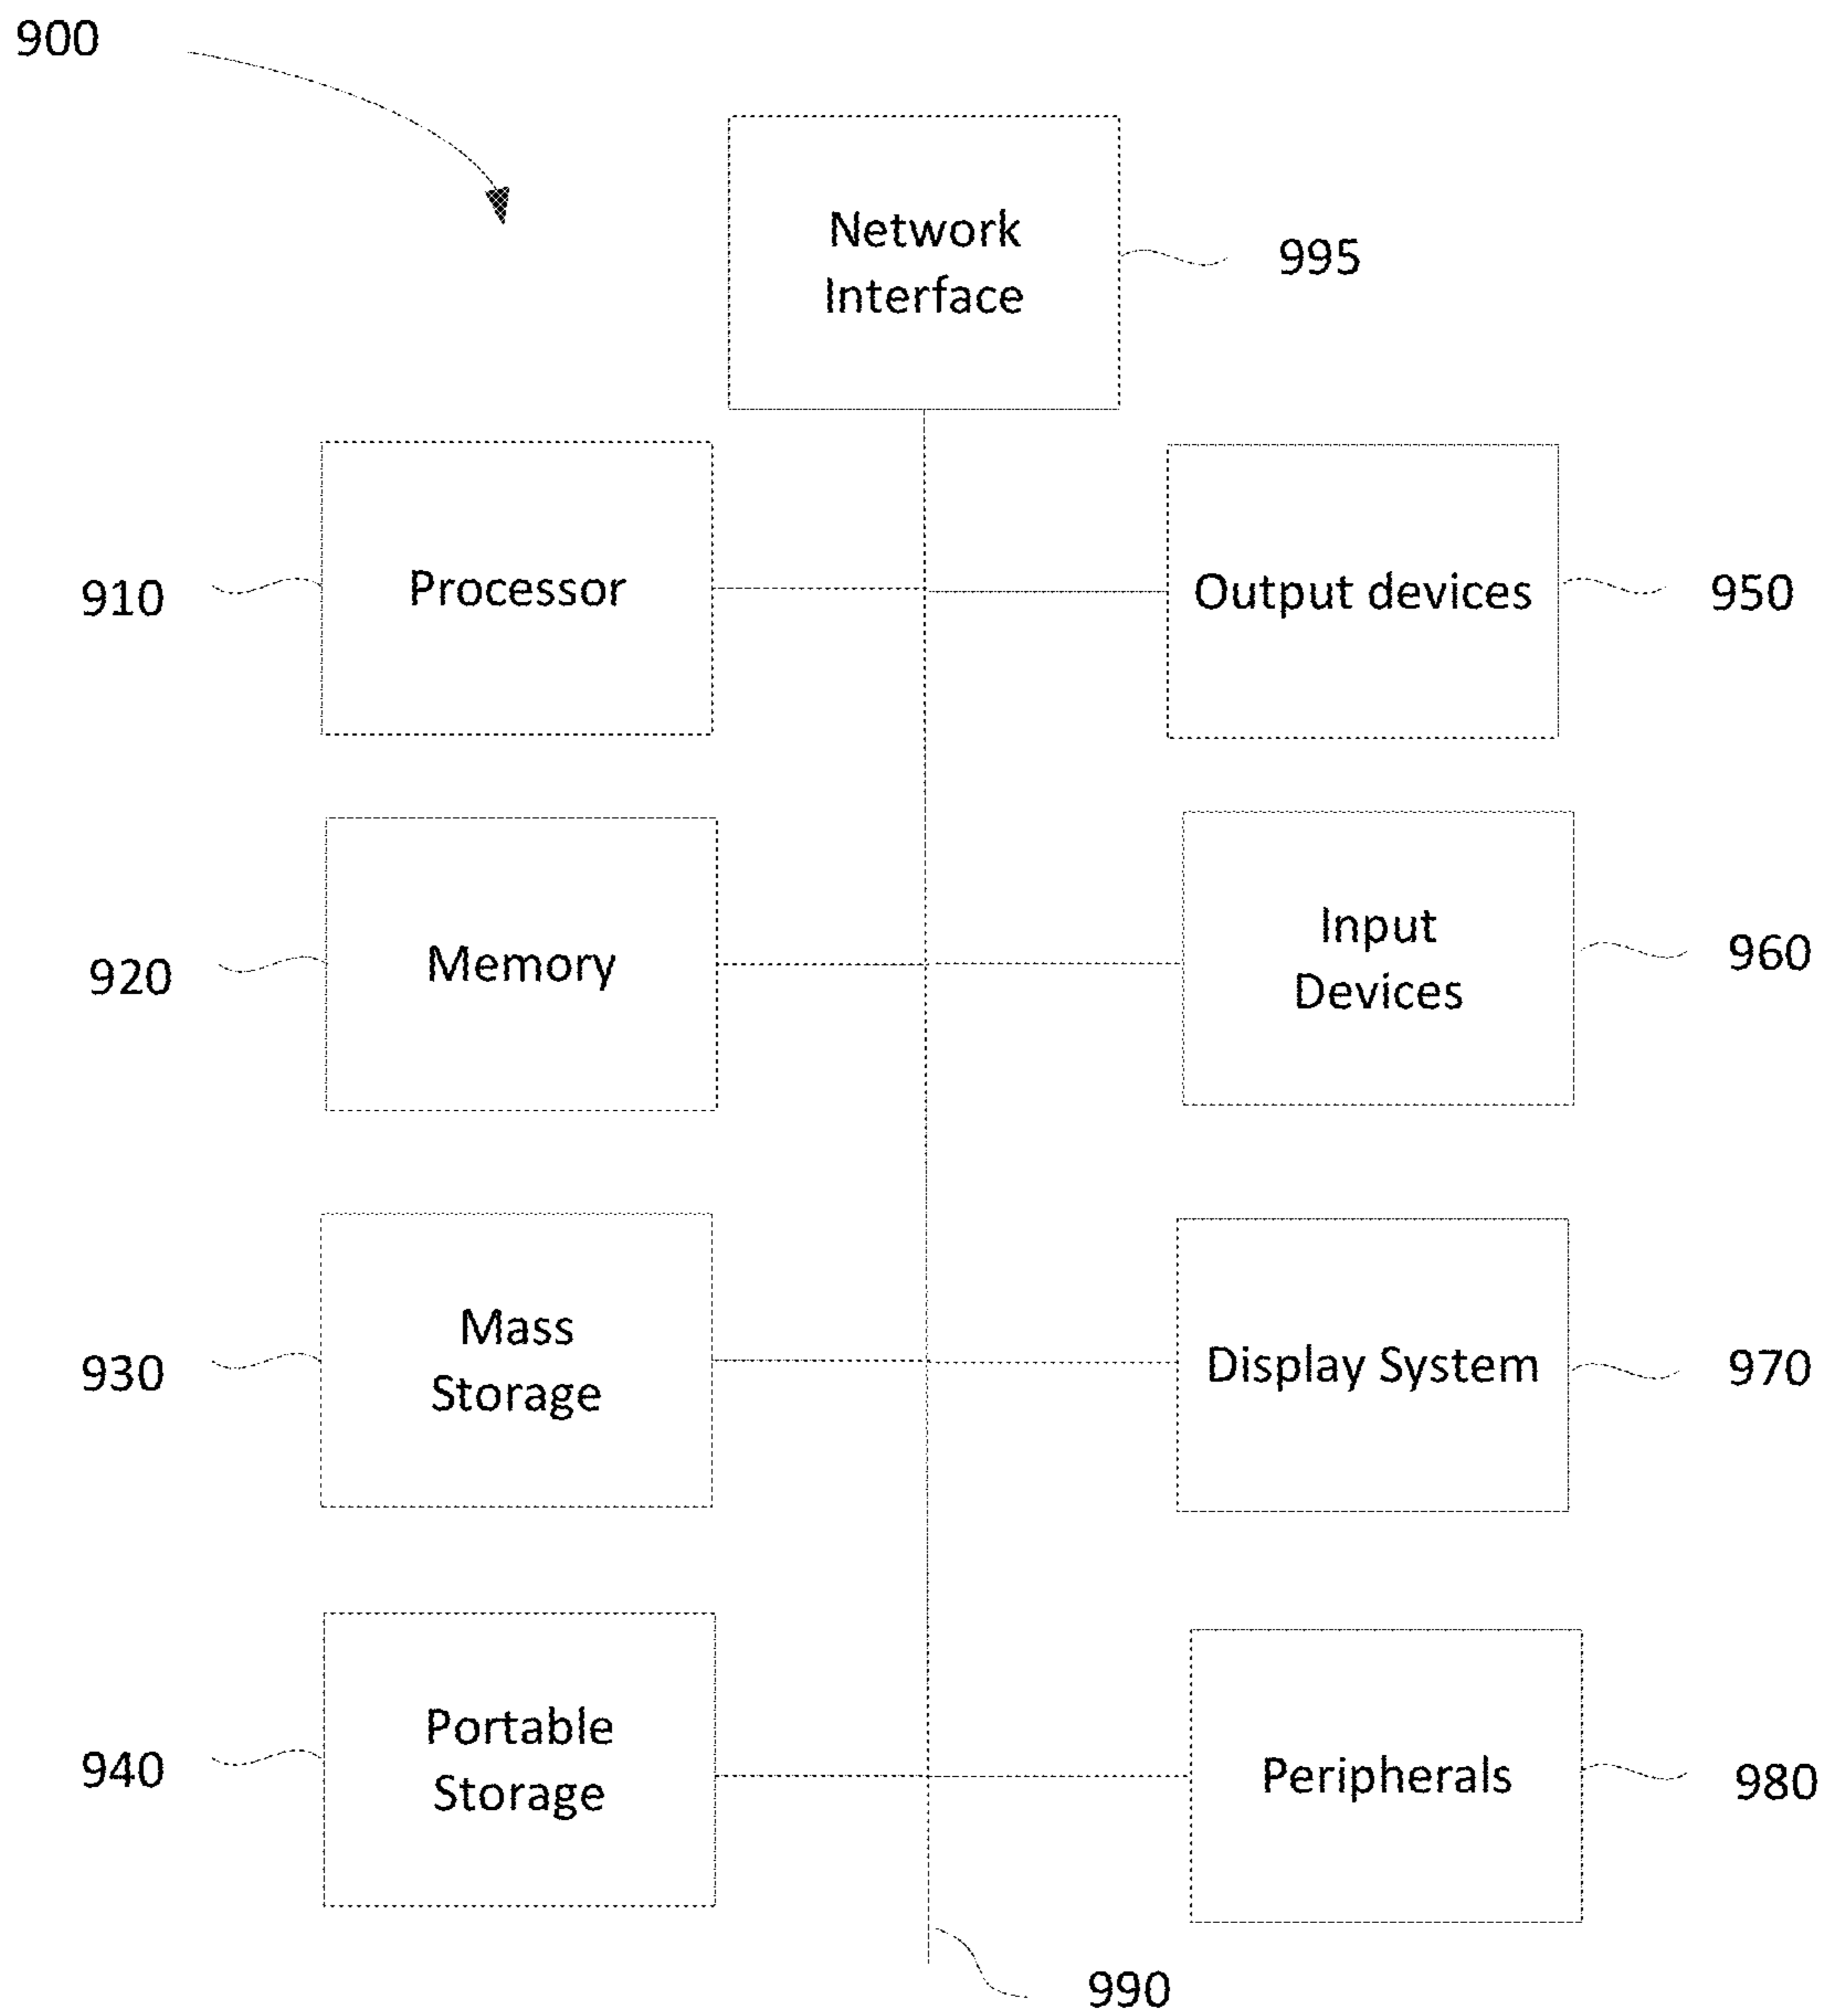 900
Network
Interface
995
910
Processor
Output devices
950
920
Memory
Input
Devices
960
930
Mass
Storage
Display System
970
940
Portable
Storage
Peripherals
980
990